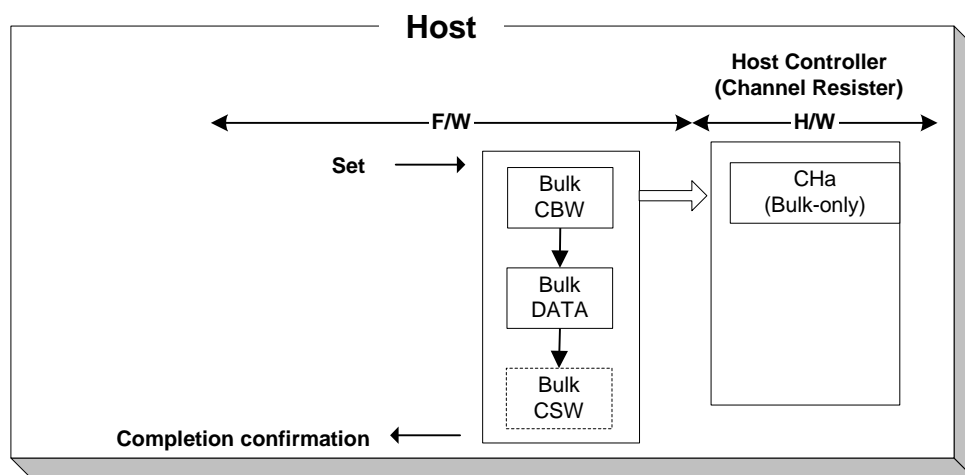 Host
Host Controller
(Channel Resister)
F/W
H/W
Set
Bulk
CBW
CHa
(Bulk-only)
Bulk
DATA
Bulk
CSW
Completion confirmation